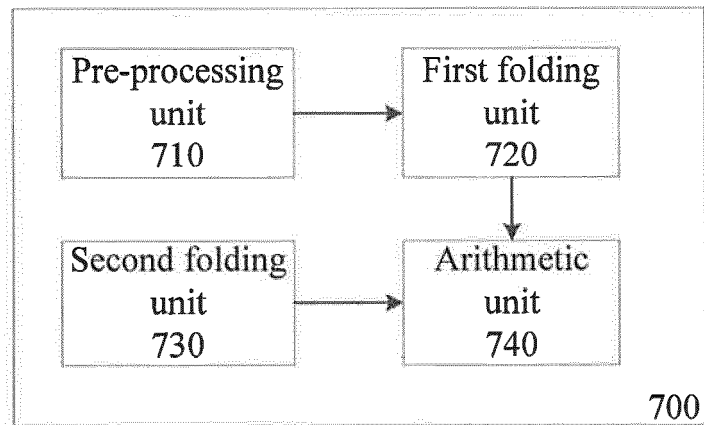 Pre-processing
unit
710
First folding
unit
720
Second folding
unit
730
Arithmetic
unit
740
700